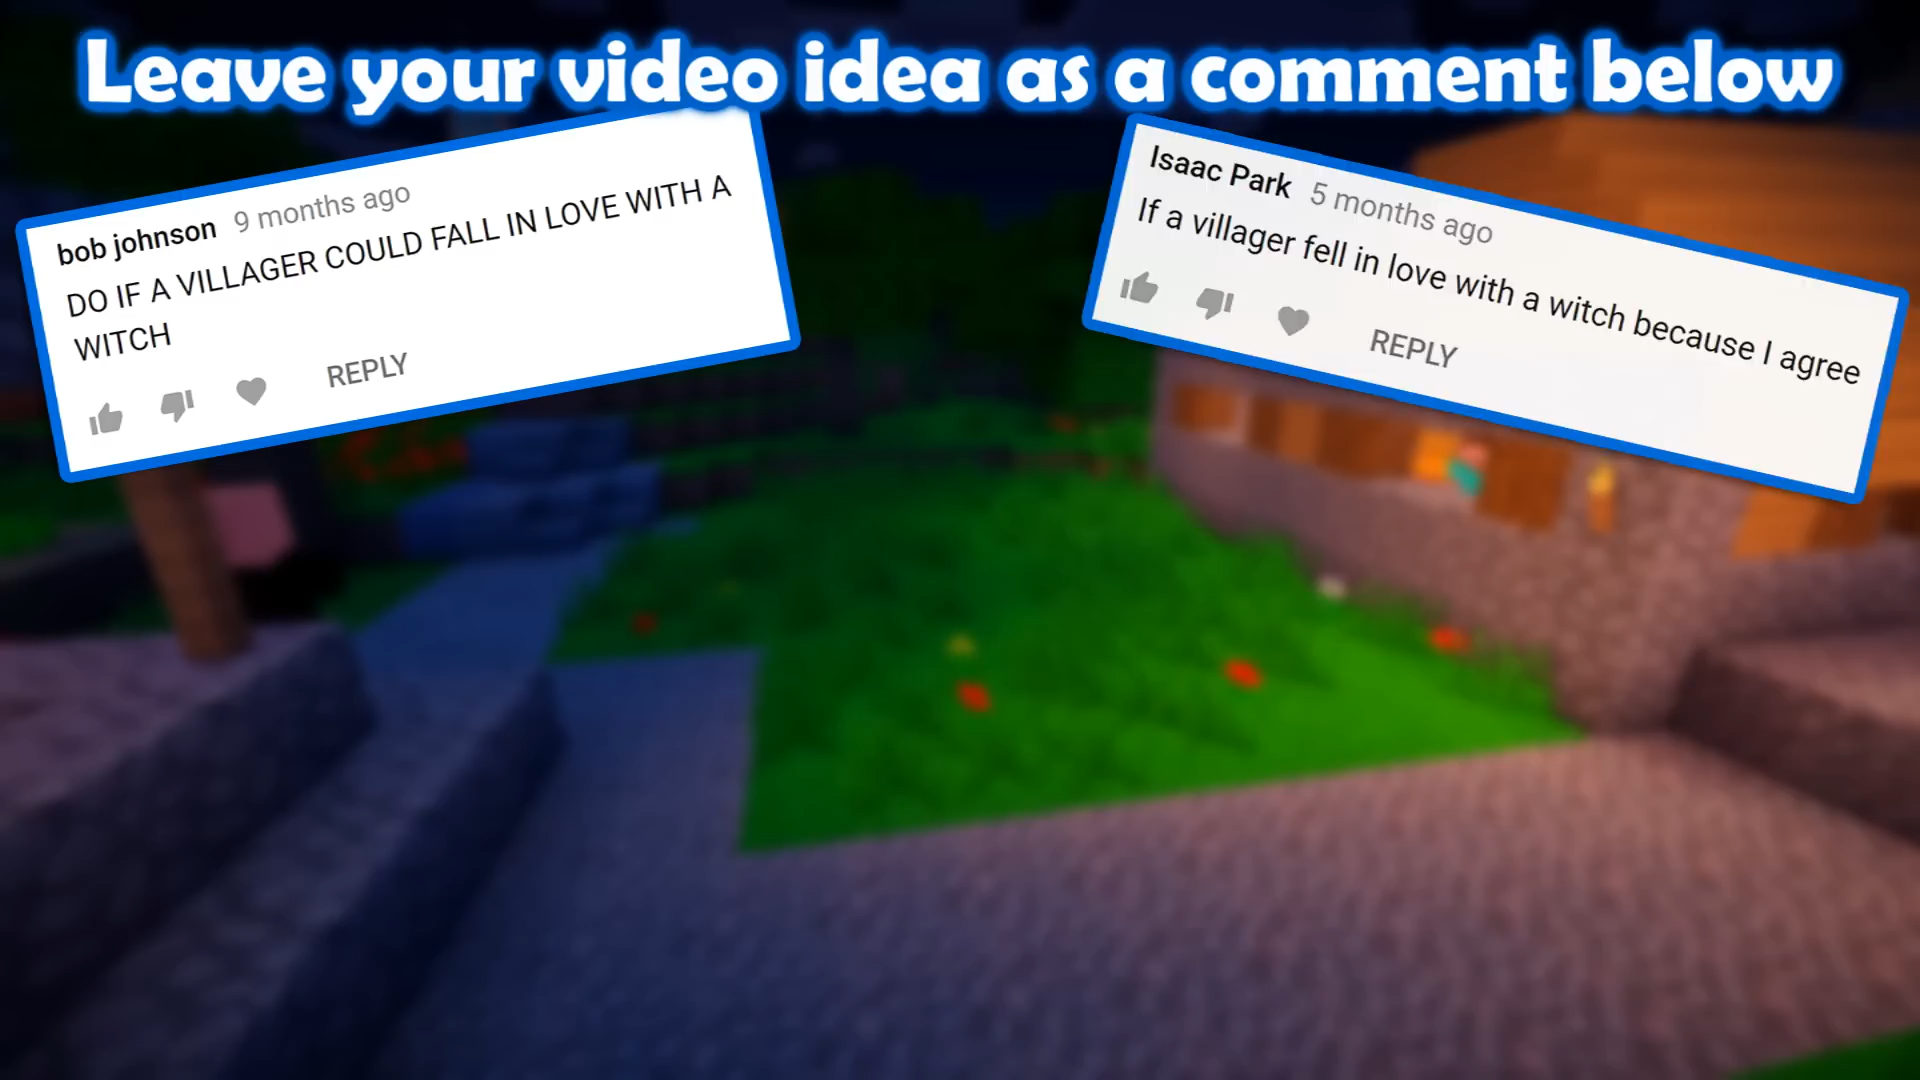 Leave your video idea as a comment below
bob johnson 9 months ago
DO IF A VILLAGER COULD FALL IN LOVE WITH A
WITCH
REPLY
Isaac Park 5 months ago
If a villager fell in love with a witch because I agree
REPLY